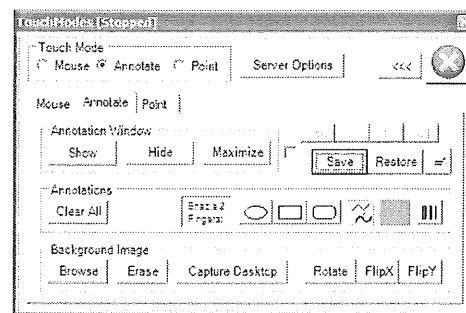 TouchModes [Stopped]
Touch Mode
Mouse Annotate Point Server Options <<<
Mouse Annotate Point
Annotation Window
Show Hide Maximize Save Restore
Annotations
Clear All Enable 2
Fingers
Background Image
Browse Erase Capture Desktop Rotate FlipX FlipY